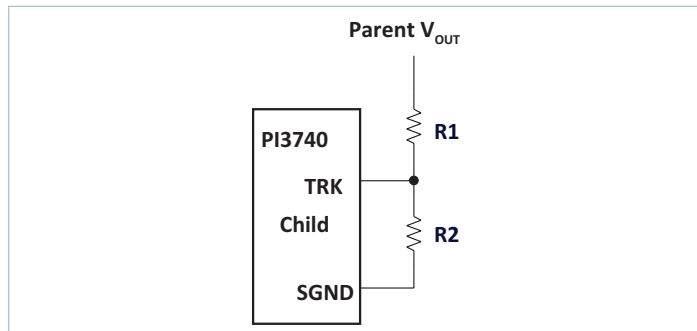 Parent VOUT
R1
PI3740
TRK
Child
R2
SGND